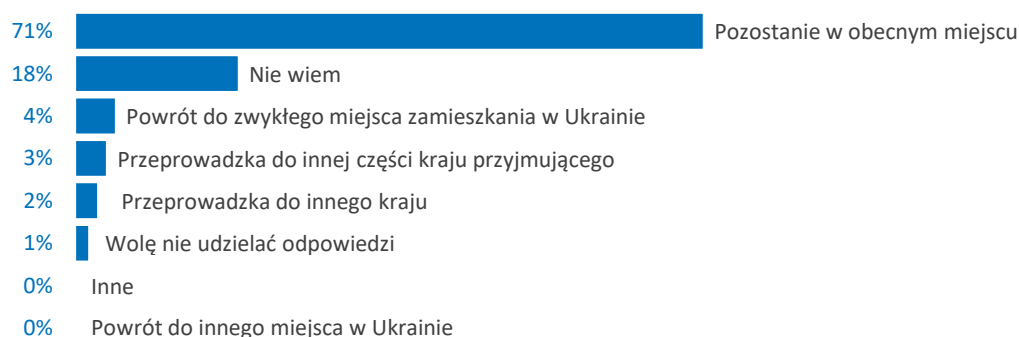 71% Pozostanie w obecnym miejscu
18% Nie wiem
4% Powrót do zwykłego miejsca zamieszkania w Ukrainie
3% Przeprowadzka do innej części kraju przyjmującego
2% Przeprowadzka do innego kraju
1% Wolę nie udzielać odpowiedzi
0% Inne
0% Powrót do innego miejsca w Ukrainie